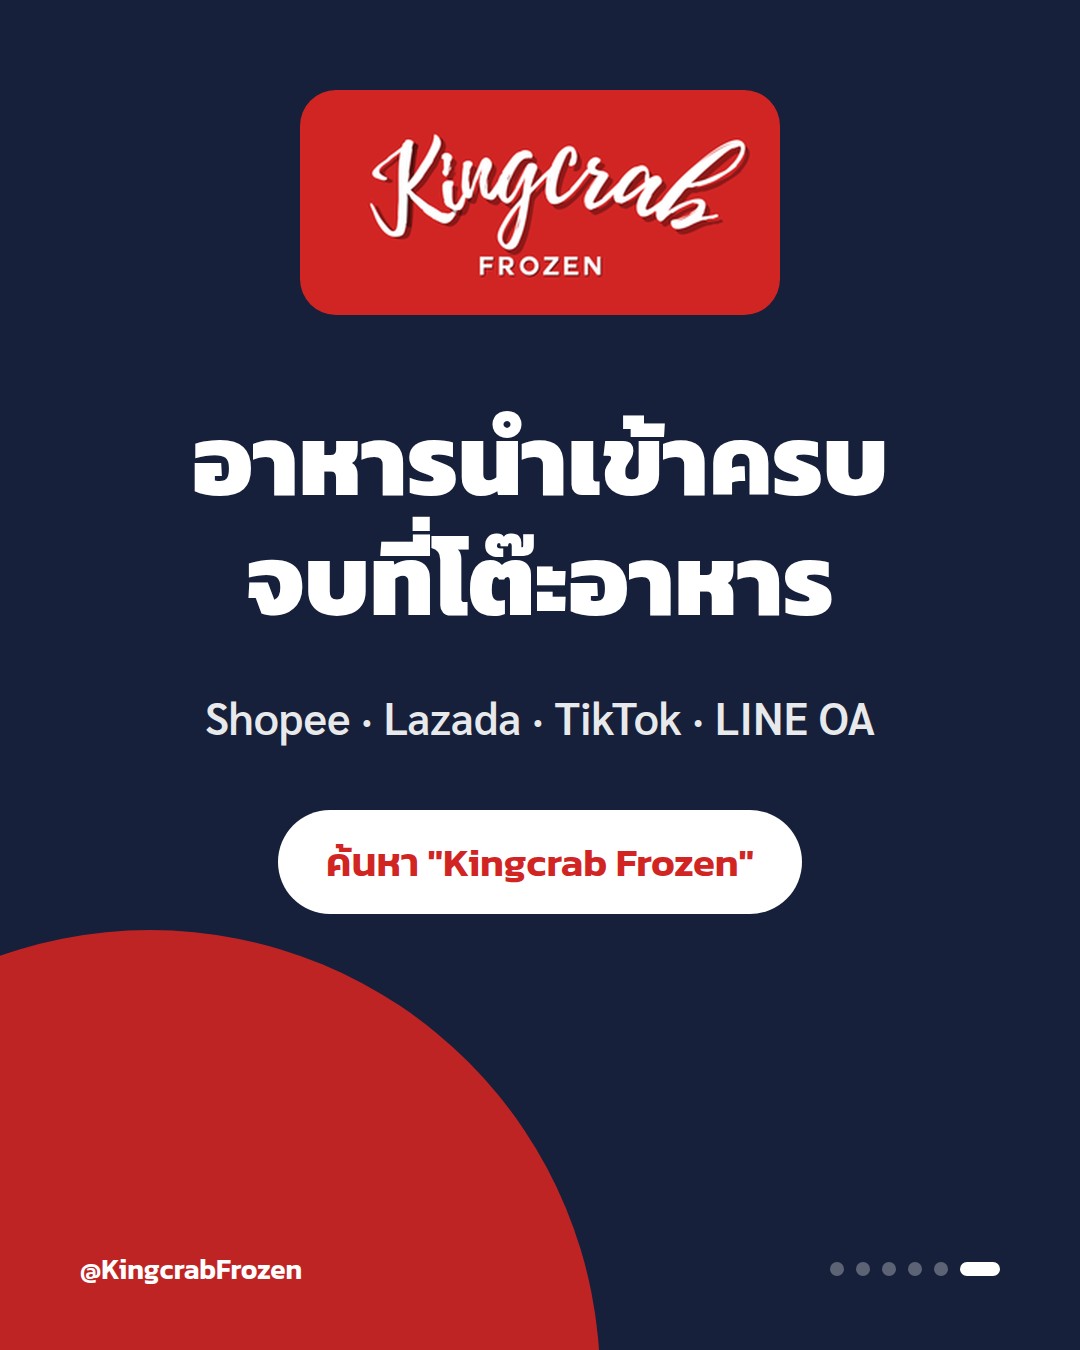 Kingcrab
FROZEN
อาหารนำเข้าครบ
จบที่โต๊ะอาหาร
Shopee · Lazada · TikTok · LINE OA
ค้นหา "Kingcrab Frozen"
@KingcrabFrozen